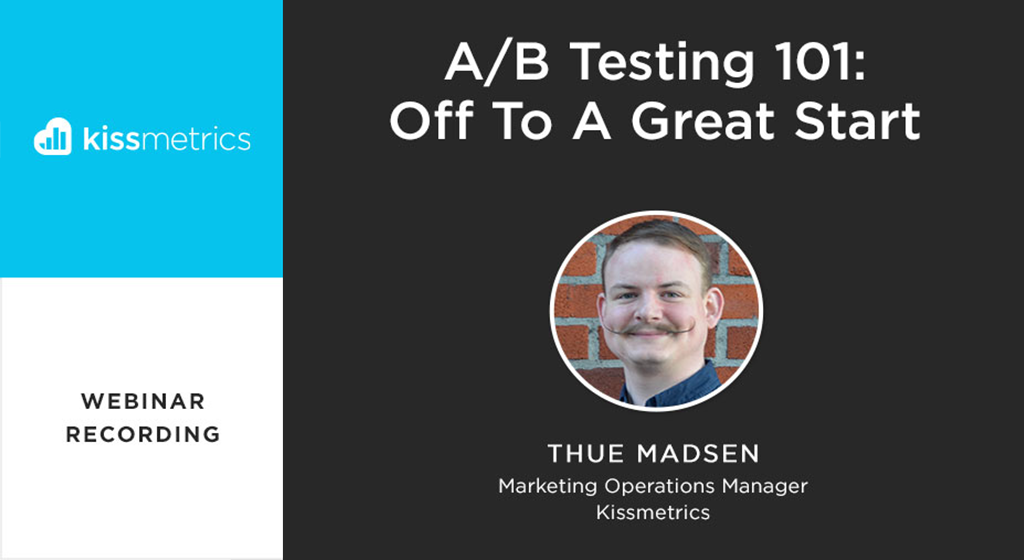 kissmetrics
WEBINAR
RECORDING
A/B Testing 101:
Off To A Great Start
THUE MADSEN
Marketing Operations Manager
Kissmetrics